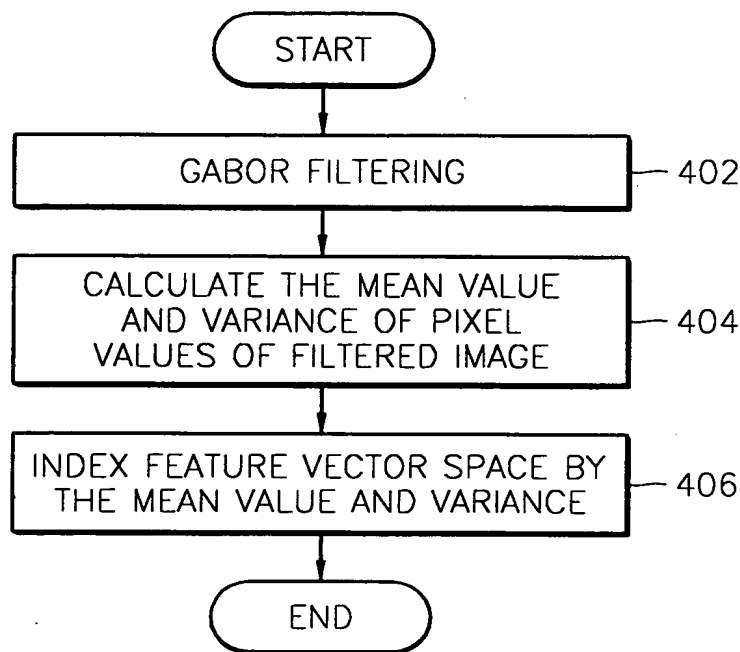 START
GABOR FILTERING
402
CALCULATE THE MEAN VALUE
AND VARIANCE OF PIXEL
VALUES OF FILTERED IMAGE
404
INDEX FEATURE VECTOR SPACE BY
THE MEAN VALUE AND VARIANCE
406
END